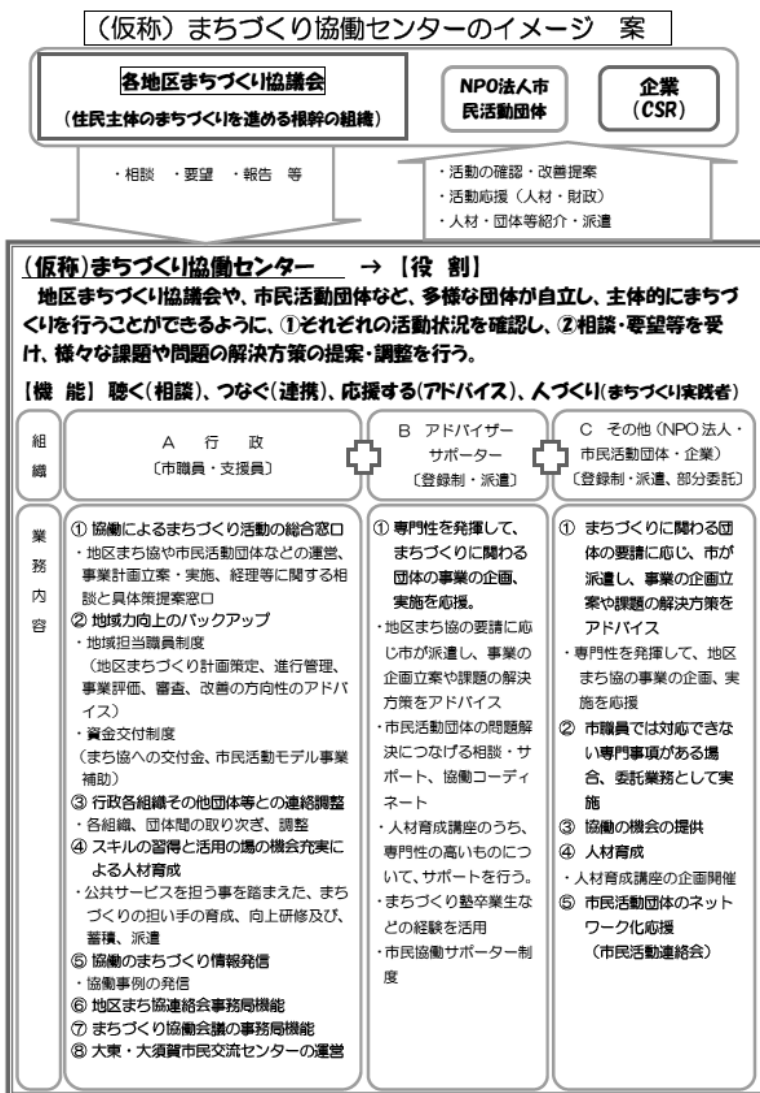 (仮称) まちづくり協働センターのイメージ 案
各地区まちづくり協議会
(住民主体のまちづくりを進める根幹の組織)
NPO法人市
民活動団体
企業
(CSR)
・相談 ・要望 ・報告 等
・活動の確認・改善提案
・活動応援(人材・財政)
・人材・団体等紹介・派遣
(仮称)まちづくり協働センター → 【役 割】
地区まちづくり協議会や、市民活動団体など、多様な団体が自立し、主体的にまちづ
くりを行うことができるように、①それぞれの活動状況を確認し、②相談・要望等を受
け、様々な課題や問題の解決方策の提案・調整を行う。
【機 能】聴く(相談)、つなぐ(連携)、応援する(アドバイス)、人づくり(まちづくり実践者)
組
織
A 行 政
〔市職員・支援員〕
B アドバイザー
サポーター
〔登録制・派遣〕
C その他(NPO法人・
市民活動団体・企業)
〔登録制・派遣、部分委託〕
業
務
内
容
① 協働によるまちづくり活動の総合窓口
・地区まち協や市民活動団体などの運営、
事業計画立案・実施、経理等に関する相
談と具体策提案窓口
② 地域力向上のバックアップ
・地域担当職員制度
(地区まちづくり計画策定、進行管理、
事業評価、審査、改善の方向性のアドバ
イス)
・資金交付制度
(まち協への交付金、市民活動モデル事業
補助)
③ 行政各組織その他団体等との連絡調整
・各組織、団体間の取り次ぎ、調整
④ スキルの習得と活用の場の機会充実に
よる人材育成
・公共サービスを担う事を踏まえた、まち
づくりの担い手の育成、向上研修及び、
蓄積、派遣
⑤ 協働のまちづくり情報発信
・協働事例の発信
⑥ 地区まち協連絡会事務局機能
⑦ まちづくり協働会議の事務局機能
⑧ 大東・大須賀市民交流センターの運営
① 専門性を発揮して、
まちづくりに関わる
団体の事業の企画、
実施を応援。
・地区まち協の要請に応
じ市が派遣し、事業の
企画立案や課題の解決
方策をアドバイス
・市民活動団体の問題解
決につなげる相談・サ
ポート、協働コーディ
ネート
・人材育成講座のうち、
専門性の高いものにつ
いて、サポートを行う。
・まちづくり塾卒業生な
どの経験を活用
・市民協働サポーター制
度
① まちづくりに関わる団
体の要請に応じ、市が
派遣し、事業の企画立
案や課題の解決方策を
アドバイス
・専門性を発揮して、地区
まち協の事業の企画、実
施を応援
② 市職員では対応できな
い専門事項がある場
合、委託業務として実
施
③ 協働の機会の提供
④ 人材育成
・人材育成講座の企画開催
⑤ 市民活動団体のネット
ワーク化応援
(市民活動連絡会)